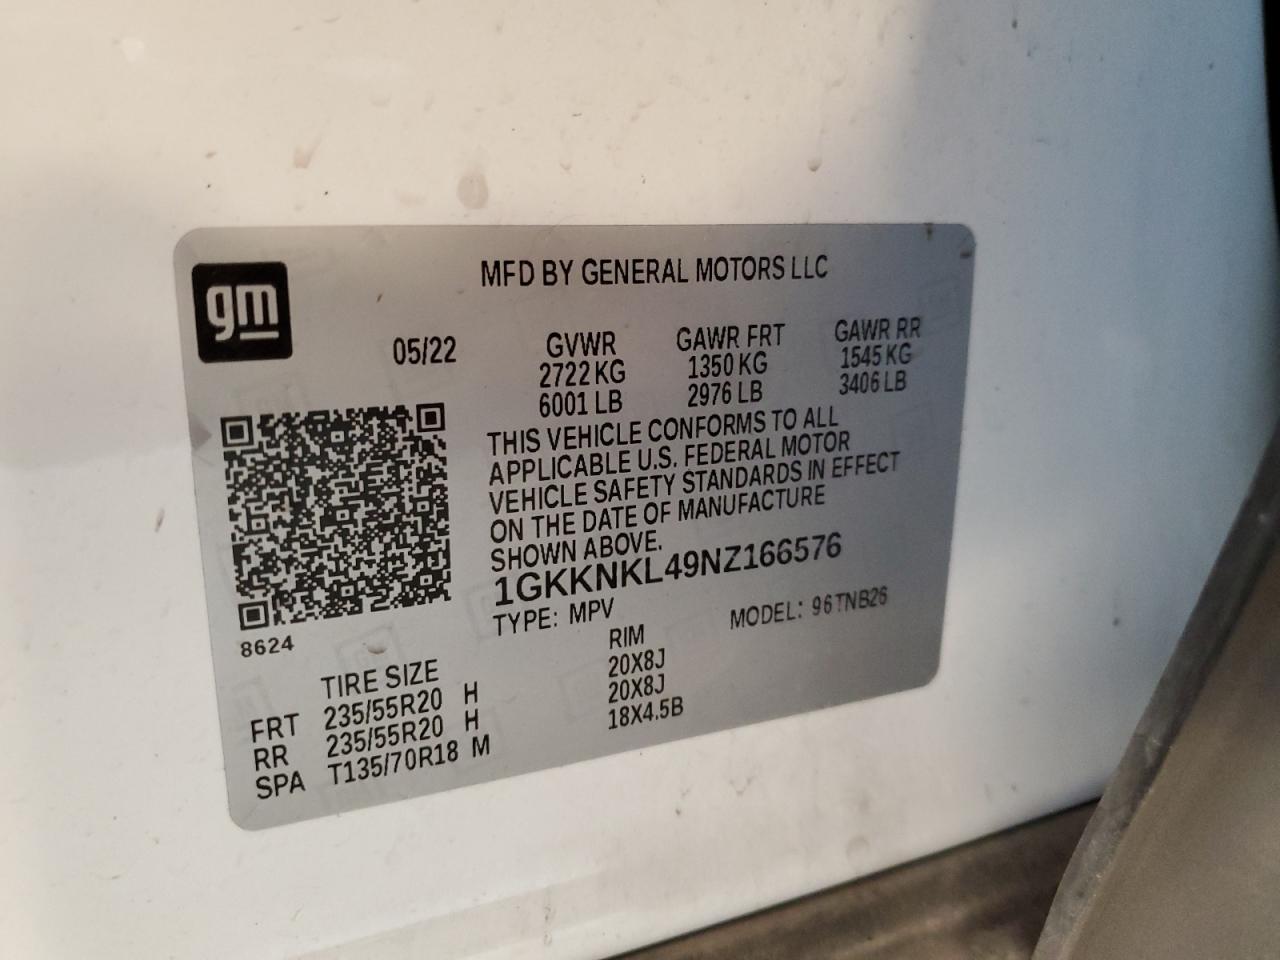 gm
MFD BY GENERAL MOTORS LLC
05/22 GVWR GAWR FRT GAWR RR
2722 KG 1350 KG 1545 KG
6001 LB 2976 LB 3406 LB
THIS VEHICLE CONFORMS TO ALL
APPLICABLE U.S. FEDERAL MOTOR
VEHICLE SAFETY STANDARDS IN EFFECT
ON THE DATE OF MANUFACTURE
SHOWN ABOVE.
1GKKNKL49NZ166576
TYPE: MPV MODEL: 96TNB26
8624
TIRE SIZE RIM
FRT 235/55R20 H 20X8J
RR 235/55R20 H 20X8J
SPA T135/70R18 M 18X4.5B